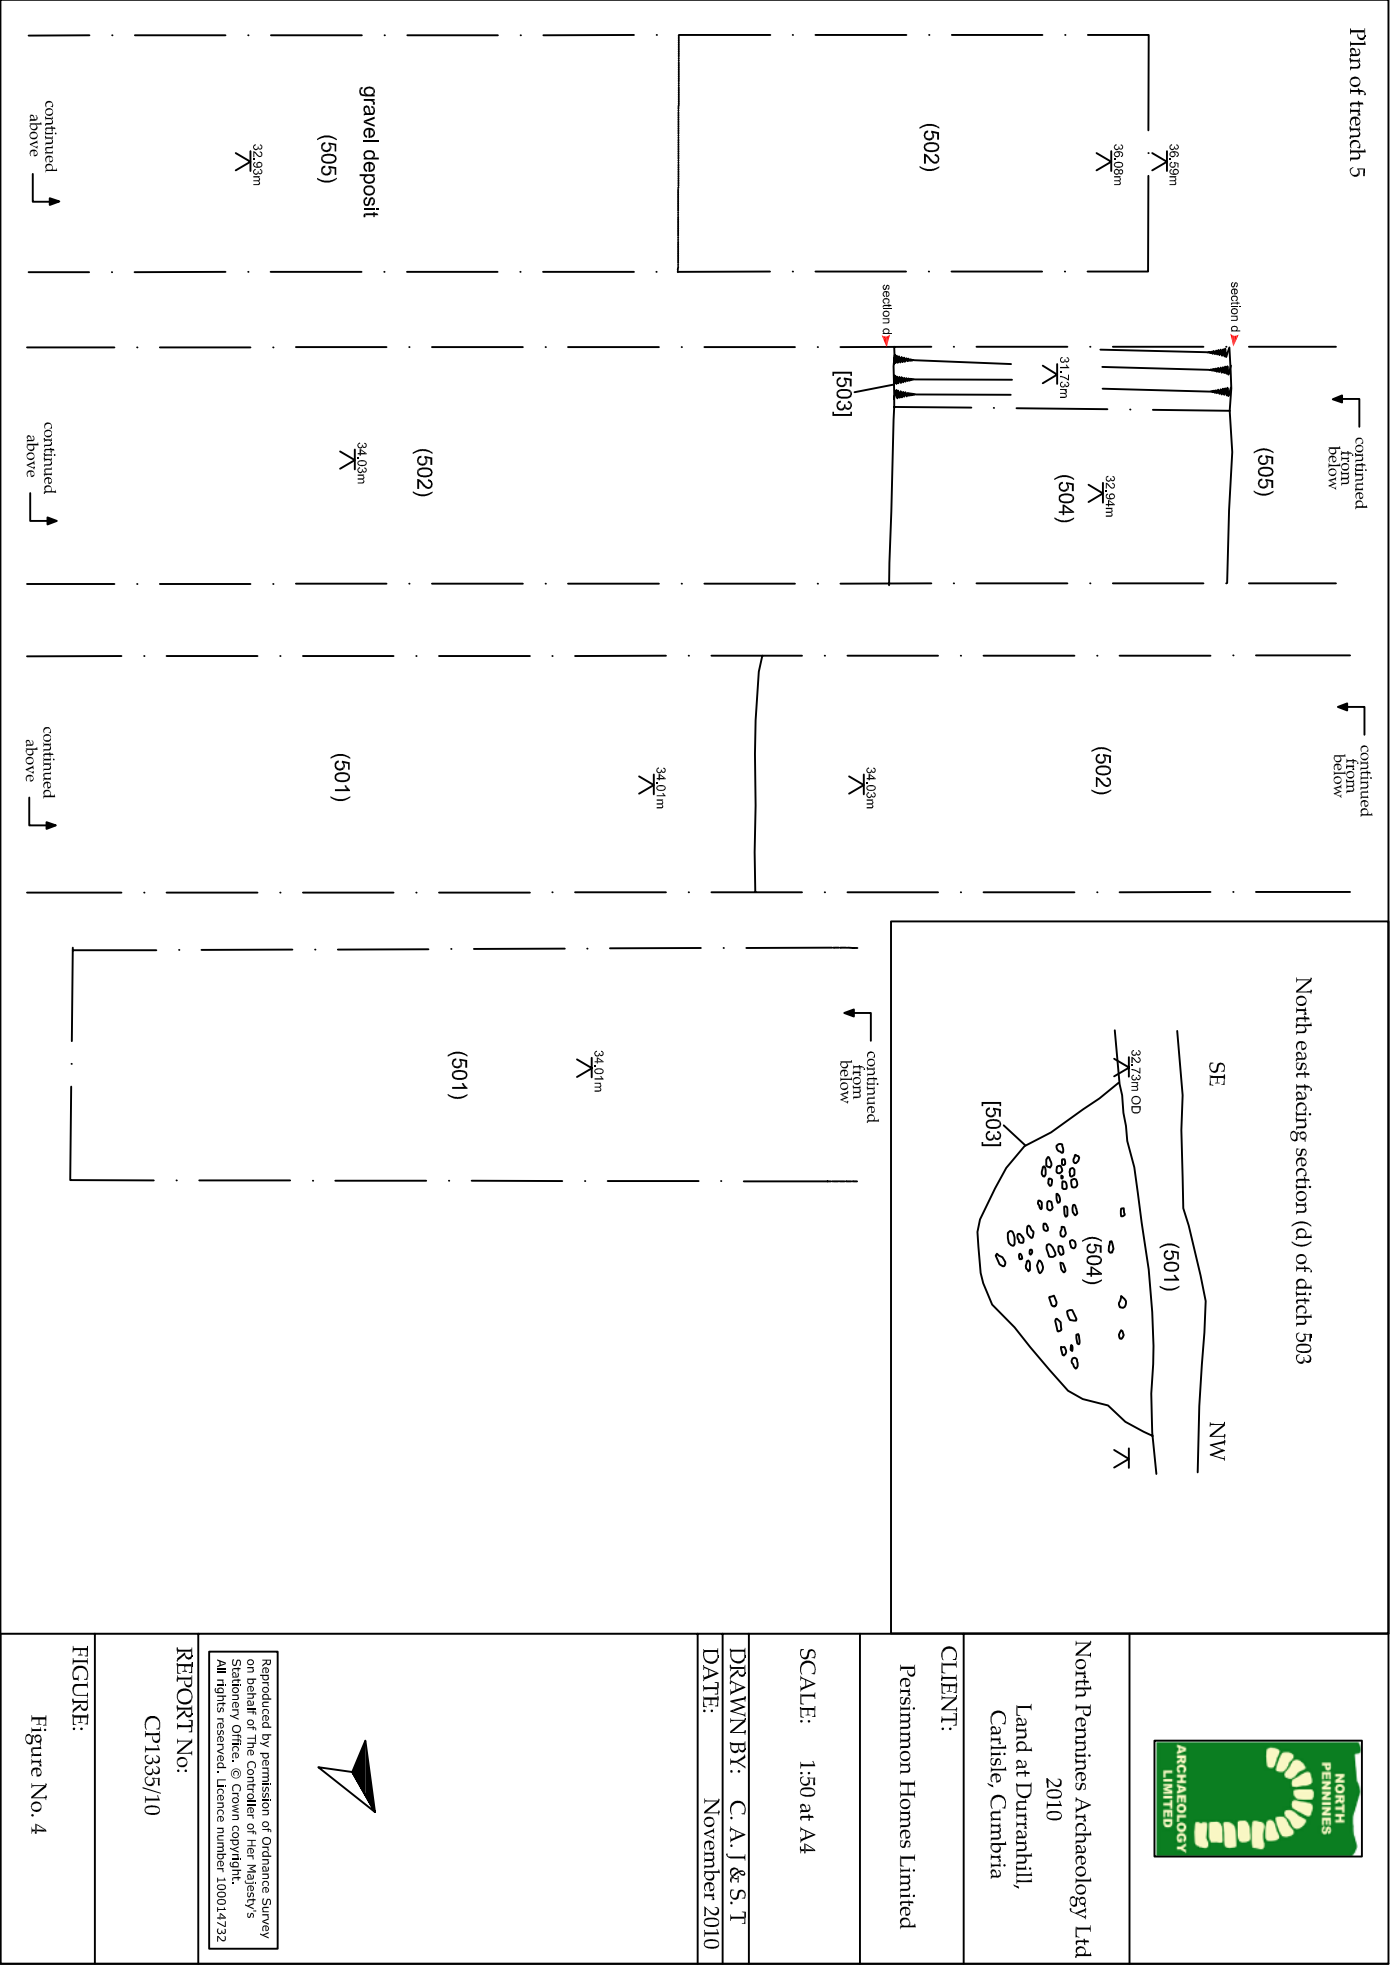 Plan of trench 5
36.59m
36.08m
(502)
gravel deposit
(505)
32.93m
continued
above
continued
from
below
(505)
section d
section d
31.73m
[503]
32.94m
(504)
(502)
34.03m
continued
above
continued
from
below
(502)
34.03m
34.01m
(501)
continued
above
continued
from
below
34.01m
(501)
North east facing section (d) of ditch 503
SE
NW
32.73m OD
(501)
(504)
[503]
NORTH
PENNINES
ARCHAEOLOGY
LIMITED
North Pennines Archaeology Ltd
2010
Land at Durranhill,
Carlisle, Cumbria
CLIENT:
Persimmon Homes Limited
SCALE: 1:50 at A4
DRAWN BY: C. A. J & S. T
DATE: November 2010
Reproduced by permission of Ordnance Survey
on behalf of The Controller of Her Majesty's
Stationery Office. © Crown copyright.
All rights reserved. Licence number 100014732
REPORT No:
CP1335/10
FIGURE:
Figure No. 4